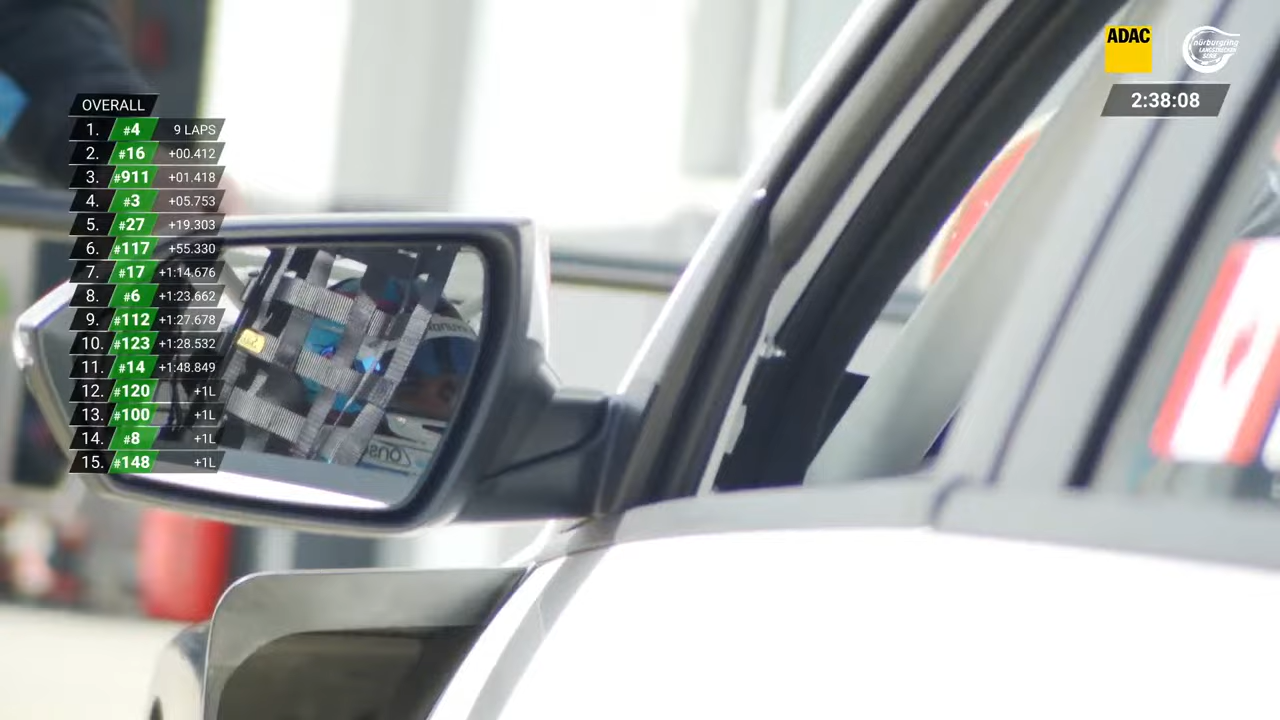 ADAC
nürburgring
LANGSTRECKEN
SERIE
2:38:08
OVERALL
1. #4 9 LAPS
2. #16 +00.412
3. #911 +01.418
4. #3 +05.753
5. #27 +19.303
6. #117 +55.330
7. #17 +1:14.676
8. #6 +1:23.662
9. #112 +1:27.678
10. #123 +1:28.532
11. #14 +1:48.849
12. #120 +1L
13. #100 +1L
14. #8 +1L
15. #148 +1L